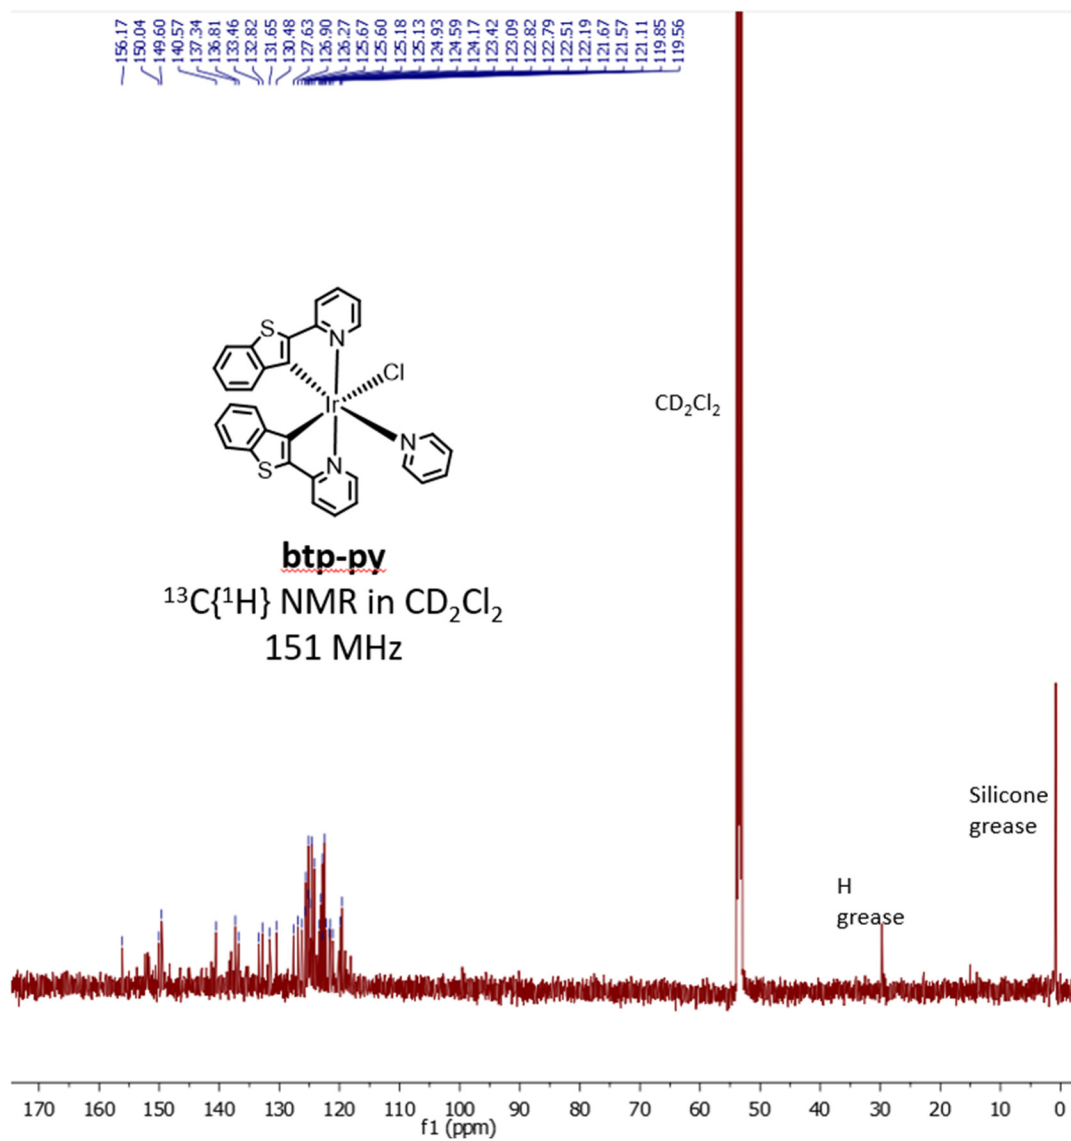 156.17
150.04
149.60
140.57
137.34
136.81
133.46
132.82
131.65
130.48
127.63
126.90
126.27
125.67
125.60
125.18
125.13
124.93
124.59
124.17
123.42
123.09
122.82
122.79
122.51
122.19
121.67
121.57
121.11
119.85
119.56
S
N
Cl
Ir
N
N
S
btp-py
¹³C{¹H} NMR in CD₂Cl₂
151 MHz
CD₂Cl₂
Silicone
grease
H
grease
170 160 150 140 130 120 110 100 90 80 70 60 50 40 30 20 10 0
f1 (ppm)